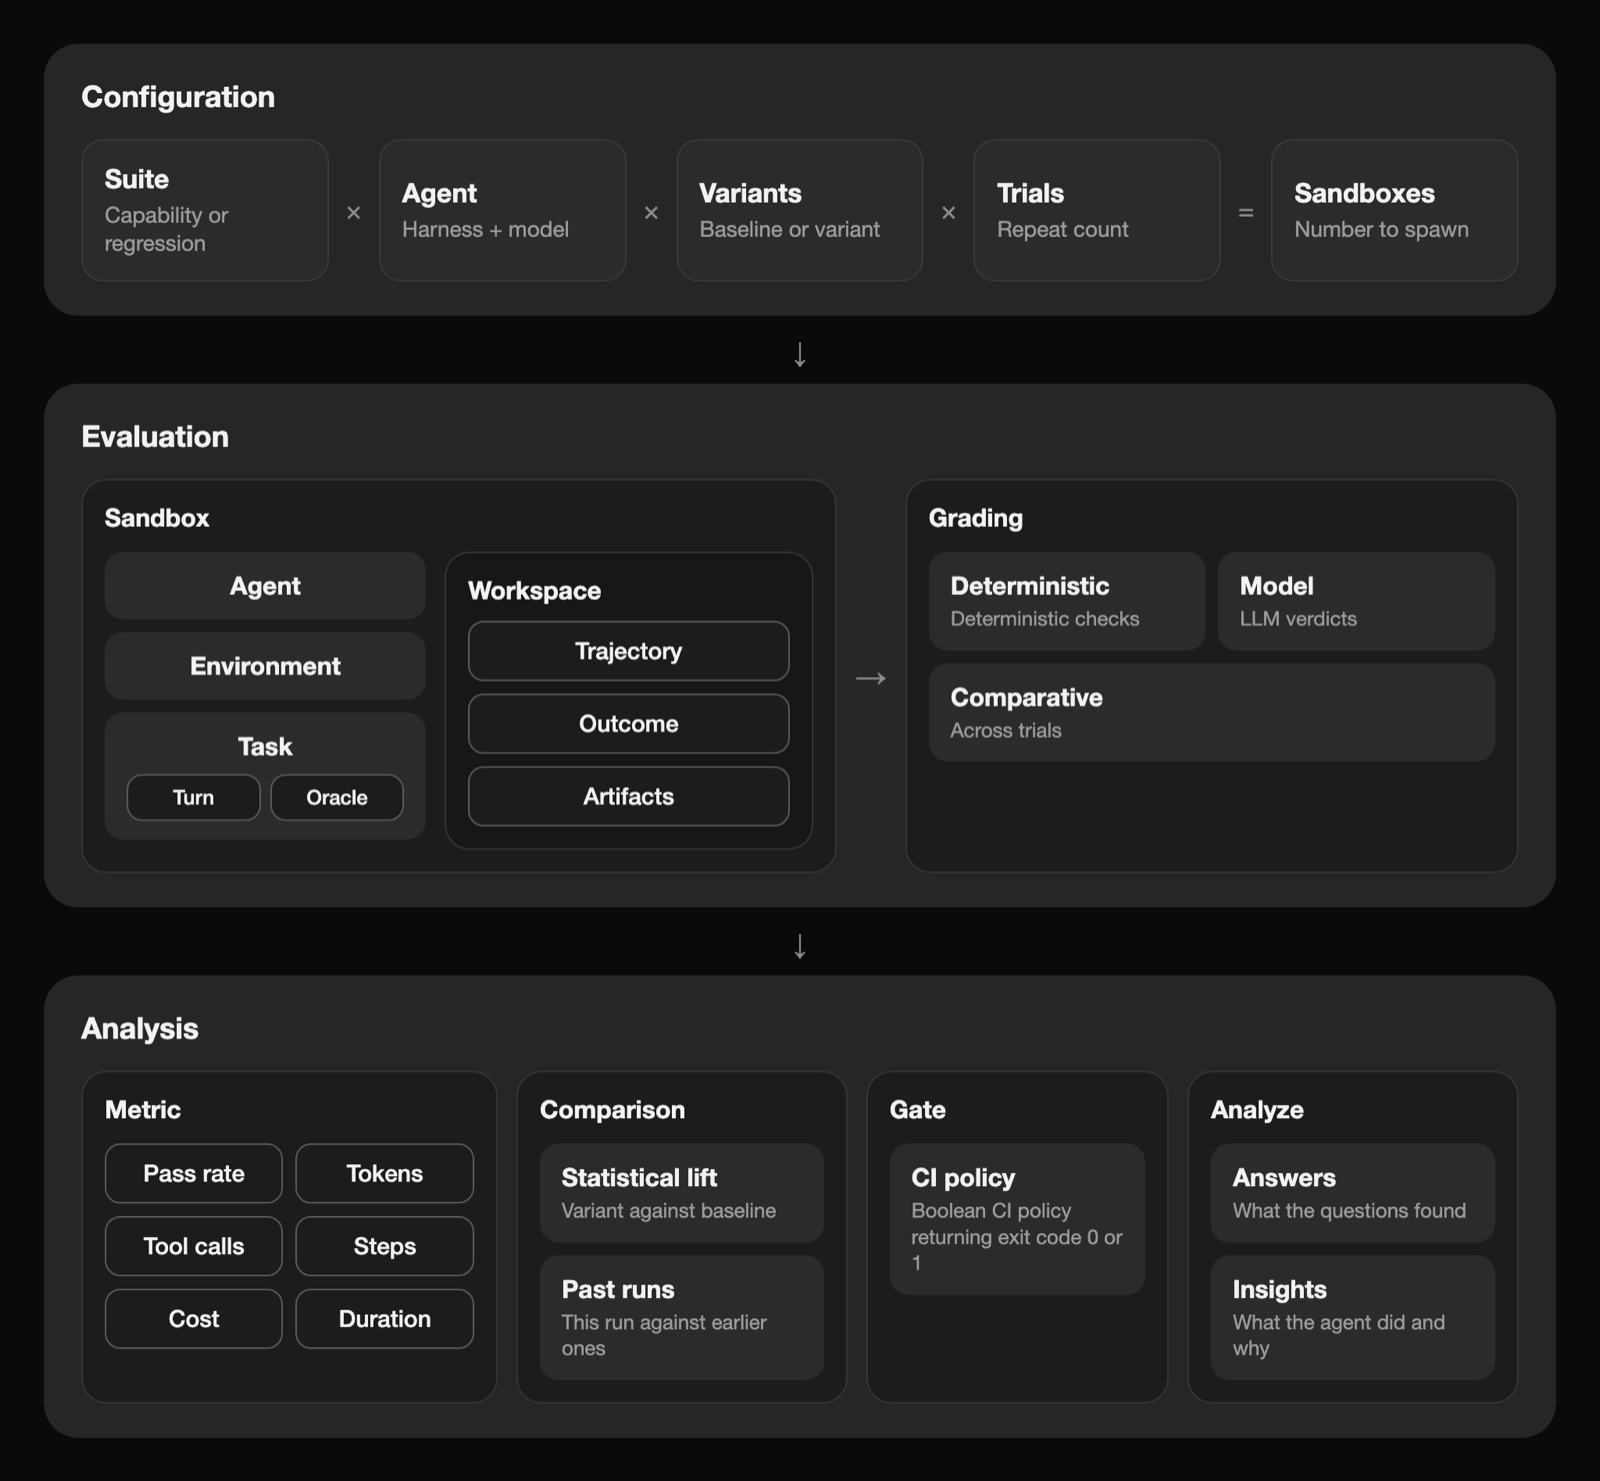 Configuration
Suite
Capability or
regression
×
Agent
Harness + model
×
Variants
Baseline or variant
×
Trials
Repeat count
=
Sandboxes
Number to spawn
↓
Evaluation
Sandbox
Agent
Environment
Task
Turn
Oracle
Workspace
Trajectory
Outcome
Artifacts
→
Grading
Deterministic
Deterministic checks
Model
LLM verdicts
Comparative
Across trials
↓
Analysis
Metric
Pass rate
Tokens
Tool calls
Steps
Cost
Duration
Comparison
Statistical lift
Variant against baseline
Past runs
This run against earlier
ones
Gate
CI policy
Boolean CI policy
returning exit code 0 or
1
Analyze
Answers
What the questions found
Insights
What the agent did and
why